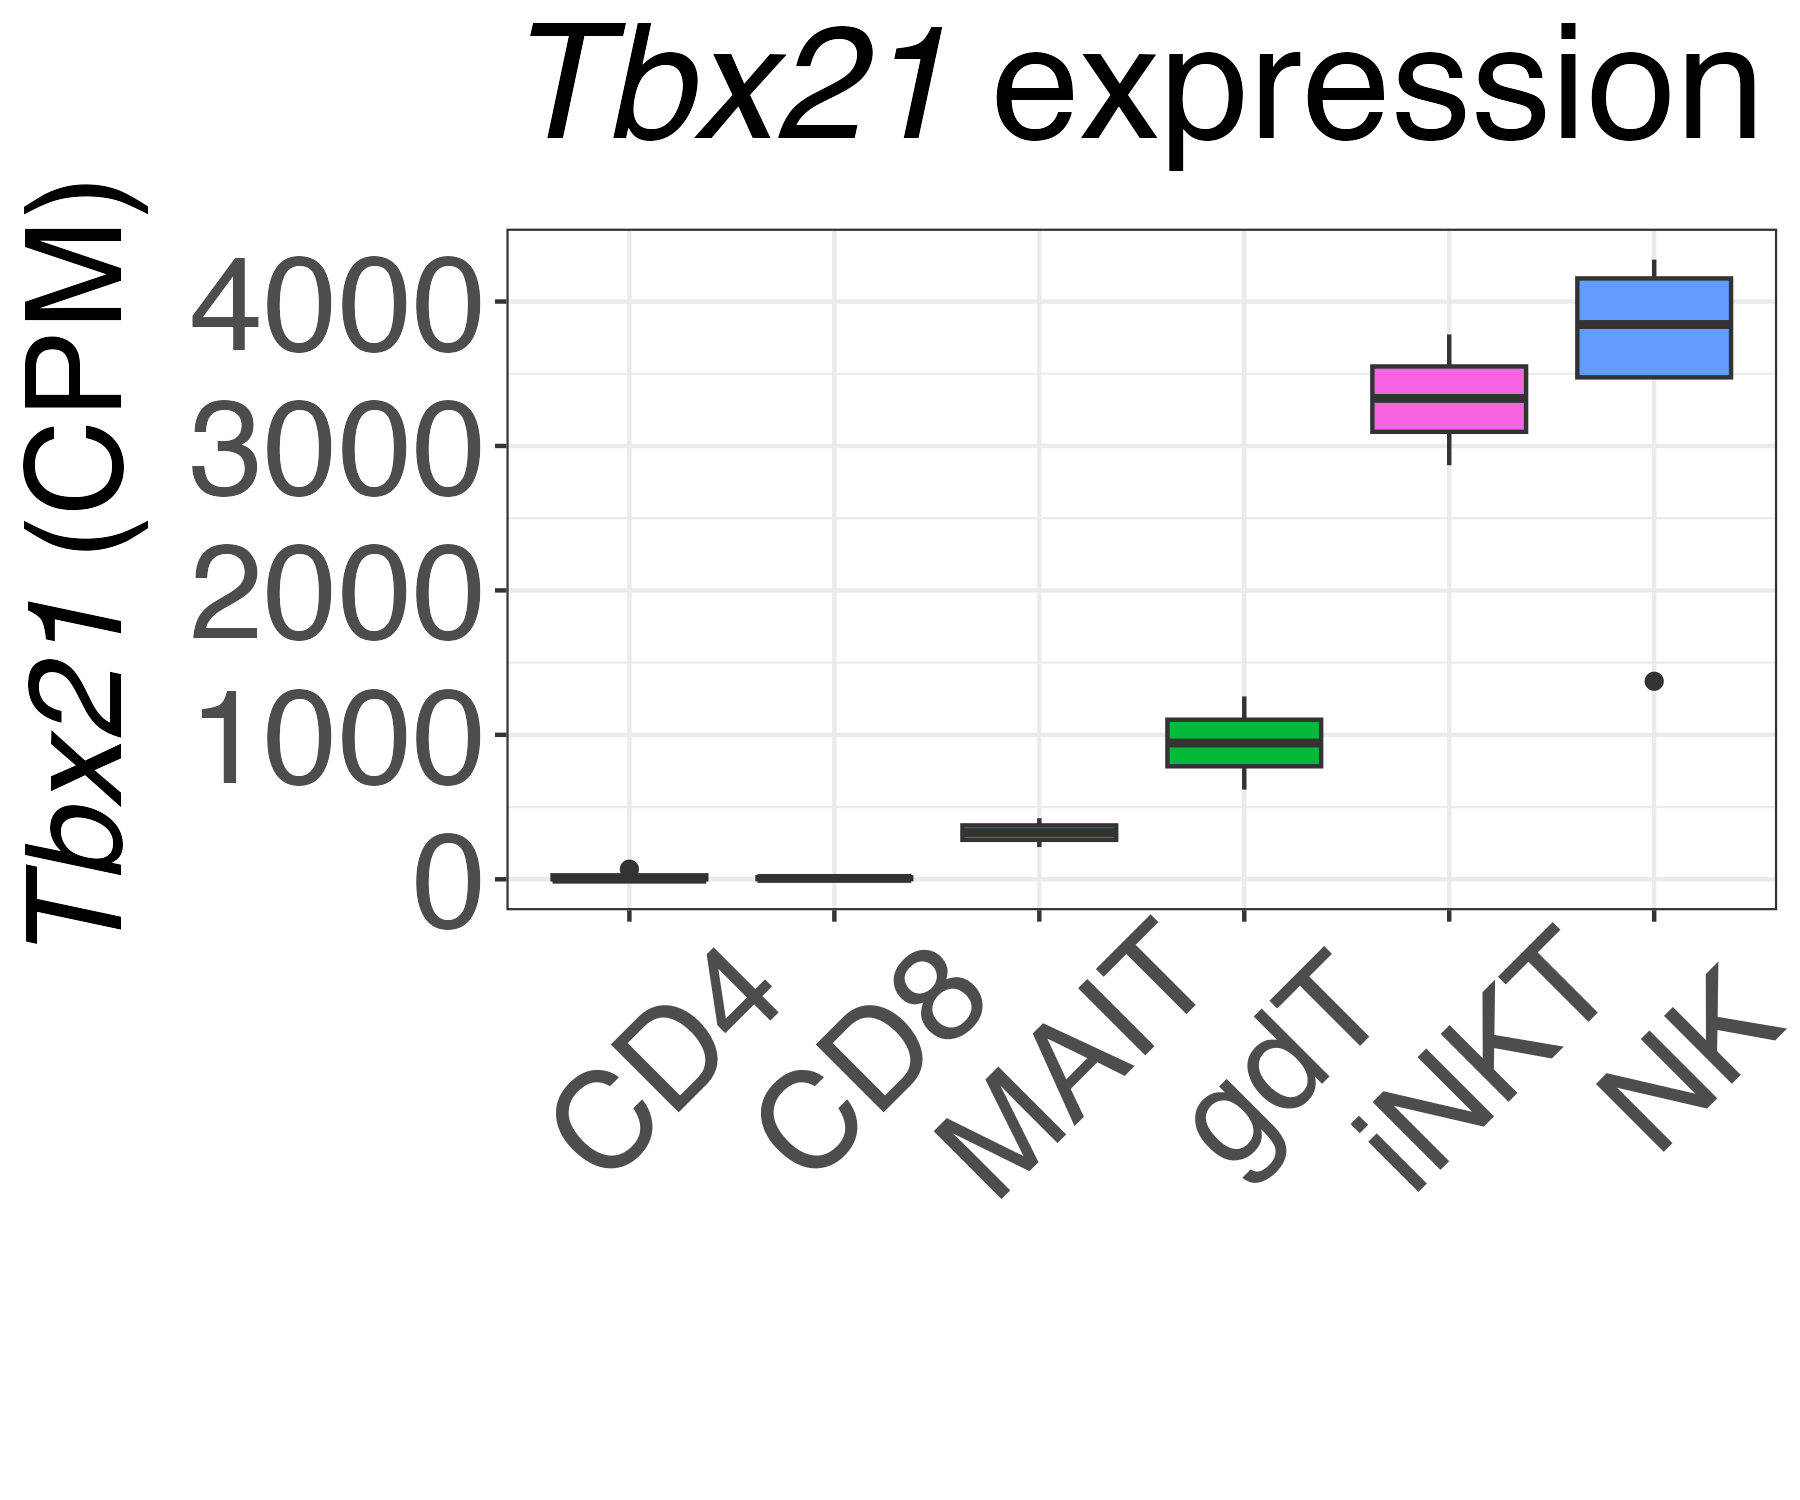 Tbx21 expression
Tbx21 (CPM)
4000
3000
2000
1000
0
CD4
CD8
MAIT
gdT
iNKT
NK